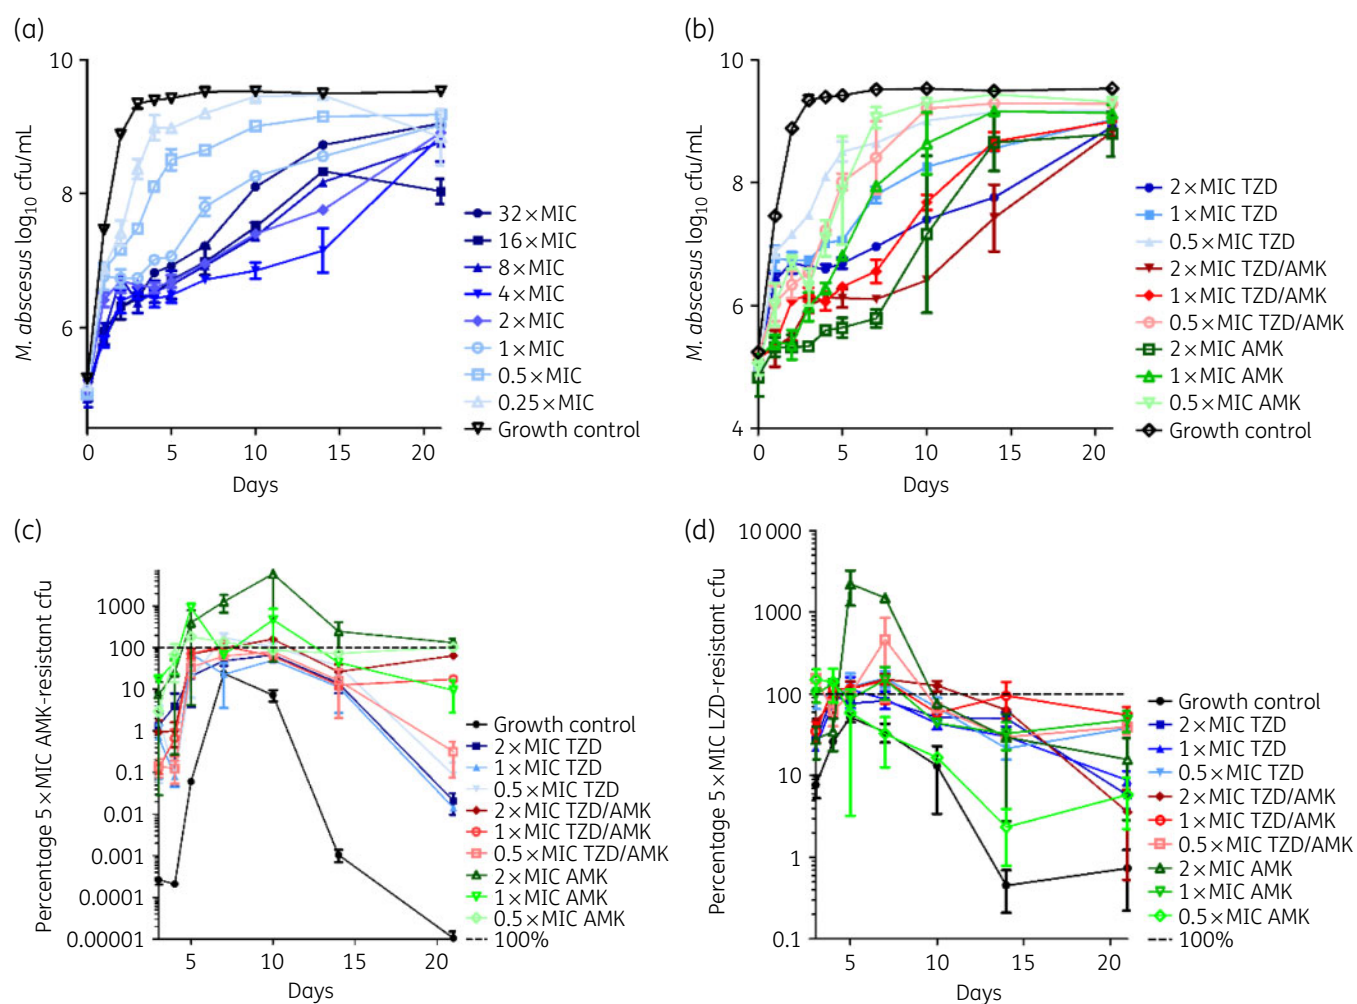 (a)
M. abscesus log10 cfu/mL
10
8
6
0 5 10 15 20
Days
32×MIC
16×MIC
8×MIC
4×MIC
2×MIC
1×MIC
0.5×MIC
0.25×MIC
Growth control
(b)
M. abscesus log10 cfu/mL
10
8
6
4
0 5 10 15 20
Days
2×MIC TZD
1×MIC TZD
0.5×MIC TZD
2×MIC TZD/AMK
1×MIC TZD/AMK
0.5×MIC TZD/AMK
2×MIC AMK
1×MIC AMK
0.5×MIC AMK
Growth control
(c)
Percentage 5×MIC AMK-resistant cfu
1000
100
10
1
0.1
0.01
0.001
0.0001
0.00001
5 10 15 20
Days
Growth control
2×MIC TZD
1×MIC TZD
0.5×MIC TZD
2×MIC TZD/AMK
1×MIC TZD/AMK
0.5×MIC TZD/AMK
2×MIC AMK
1×MIC AMK
0.5×MIC AMK
100%
(d)
Percentage 5×MIC LZD-resistant cfu
10 000
1000
100
10
1
0.1
5 10 15 20
Days
Growth control
2×MIC TZD
1×MIC TZD
0.5×MIC TZD
2×MIC TZD/AMK
1×MIC TZD/AMK
0.5×MIC TZD/AMK
2×MIC AMK
1×MIC AMK
0.5×MIC AMK
100%